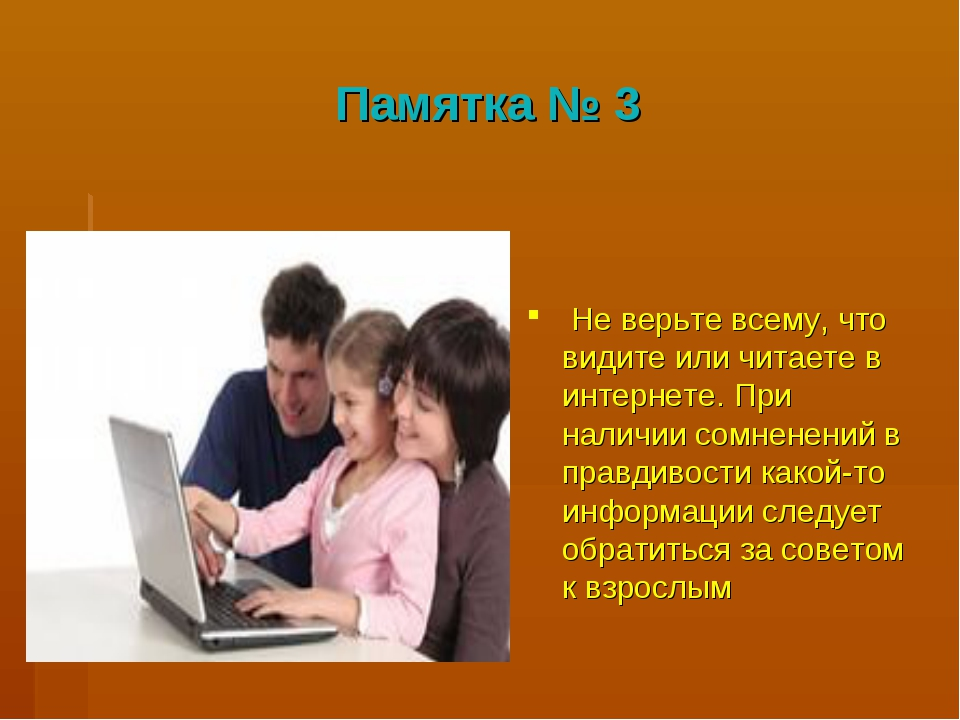 Памятка № 3
Не верьте всему, что
видите или читаете в
интернете. При
наличии сомненений в
правдивости какой-то
информации следует
обратиться за советом
к взрослым